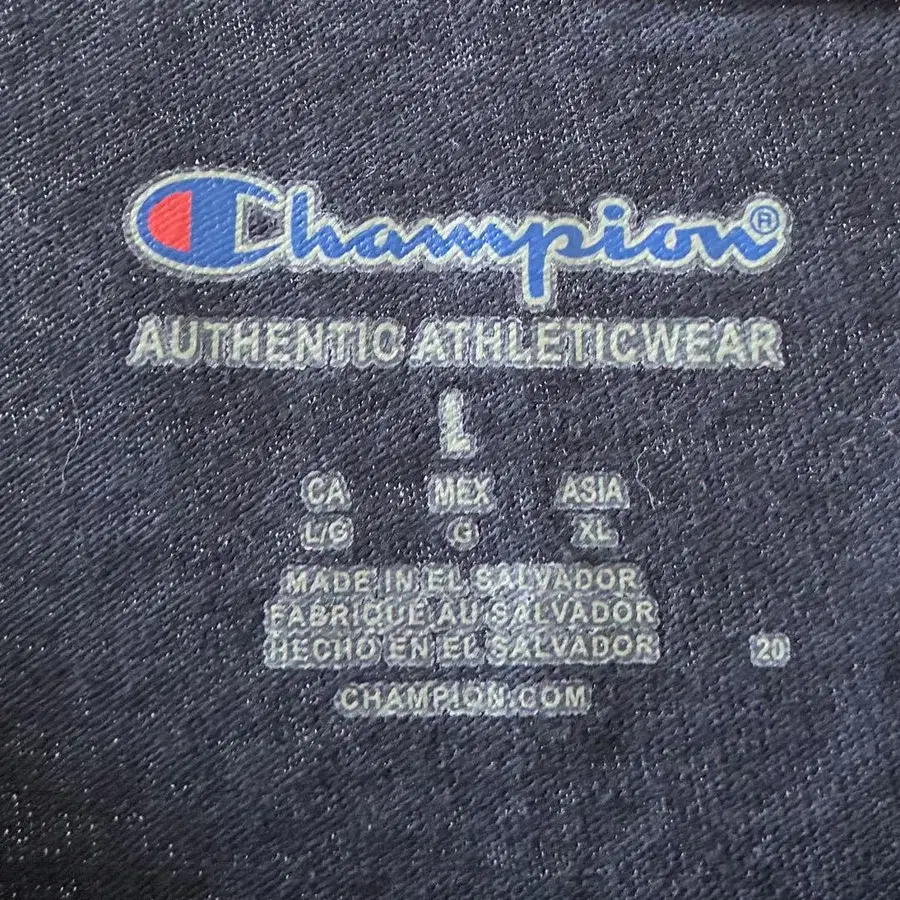 Champion®
AUTHENTIC ATHLETICWEAR
L
CA MEX ASIA
L/G G XL
MADE IN EL SALVADOR
FABRIQUÉ AU SALVADOR
HECHO EN EL SALVADOR 20
CHAMPION.COM